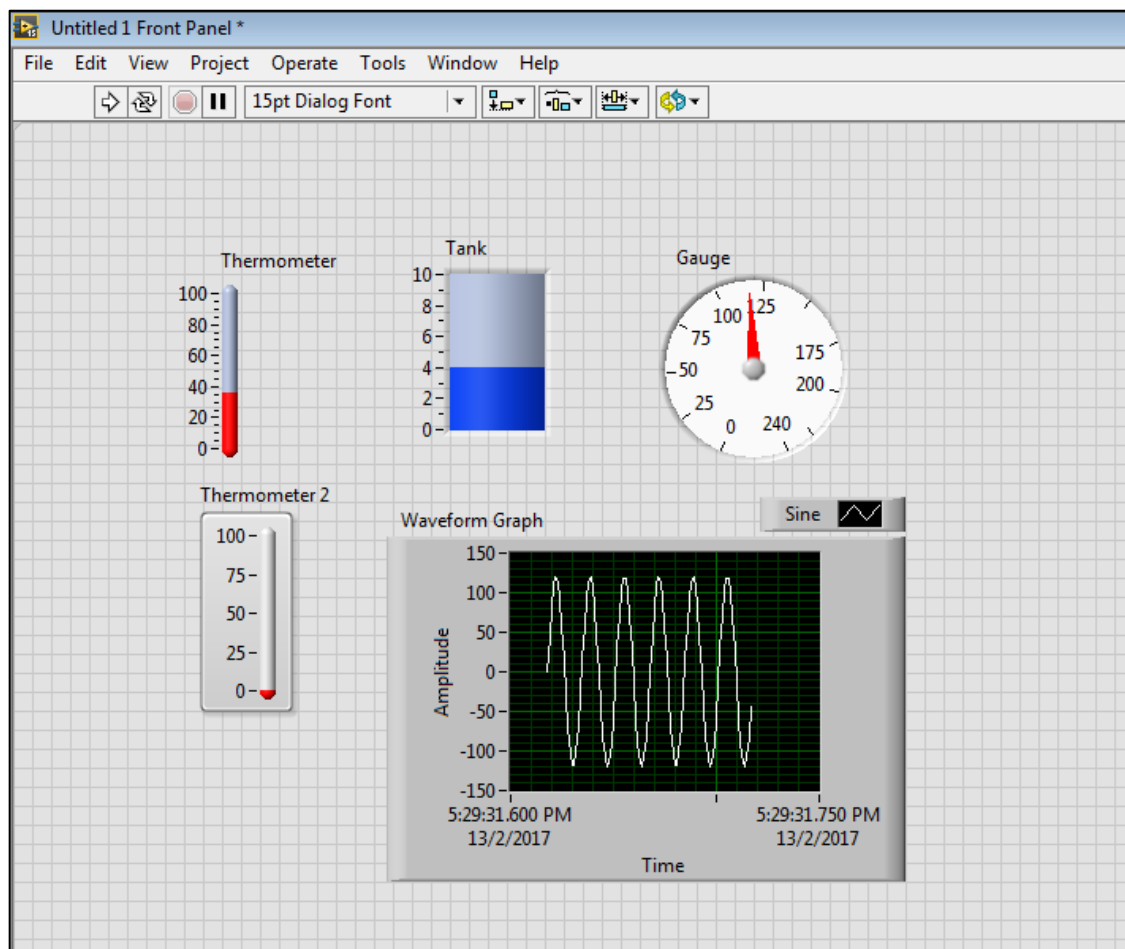 Untitled 1 Front Panel *
File Edit View Project Operate Tools Window Help
15pt Dialog Font
Thermometer
100
80
60
40
20
0
Tank
10
8
6
4
2
0
Gauge
0
25
50
75
100
125
175
200
240
Thermometer 2
100
75
50
25
0
Waveform Graph
Sine
Amplitude
150
100
50
0
-50
-100
-150
5:29:31.600 PM 5:29:31.750 PM
13/2/2017 13/2/2017
Time